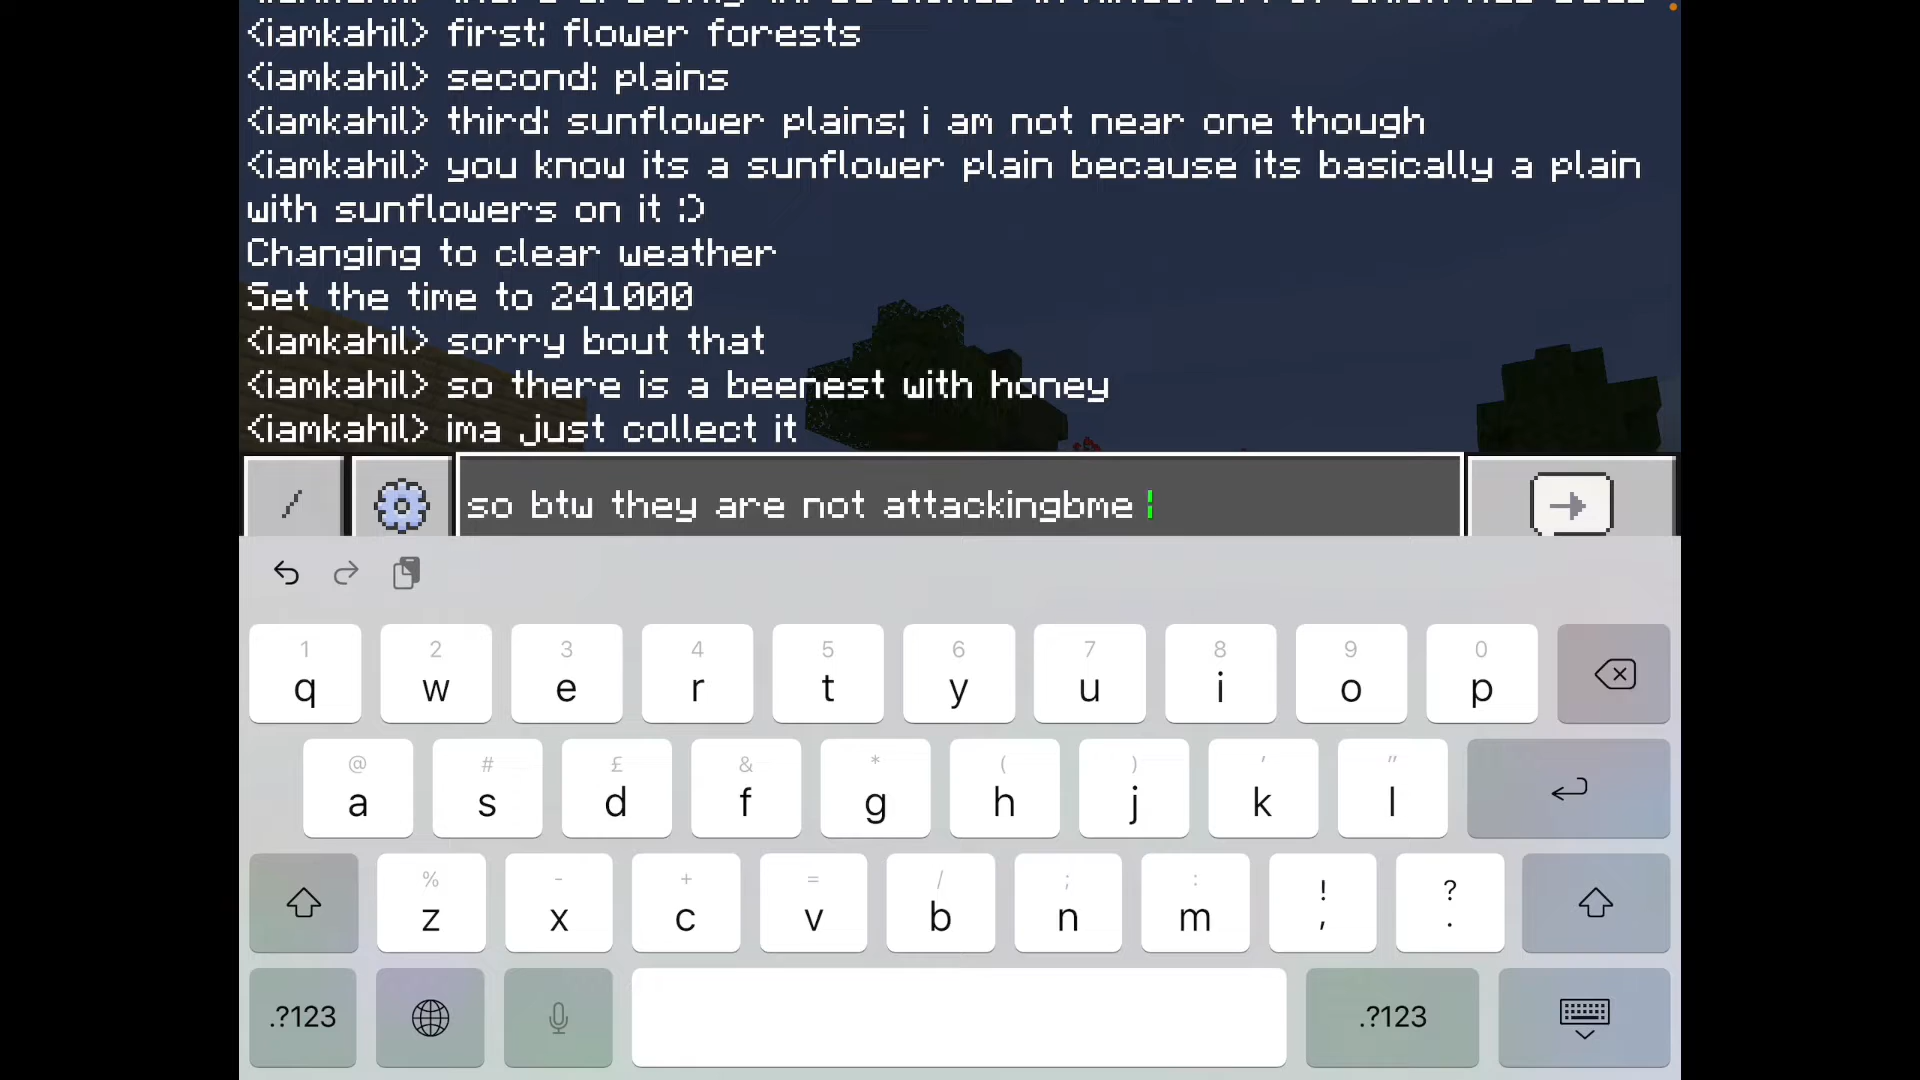 <iamkahil> first: flower forests
<iamkahil> second: plains
<iamkahil> third: sunflower plains; i am not near one though
<iamkahil> you know its a sunflower plain because its basically a plain
with sunflowers on it :)
Changing to clear weather
Set the time to 241000
<iamkahil> sorry bout that
<iamkahil> so there is a beenest with honey
<iamkahil> ima just collect it
/ so btw they are not attackingbme
1 2 3 4 5 6 7 8 9 0
q w e r t y u i o p
@ # £ & * ( ) ' "
a s d f g h j k l
% - + = / ; : ! ?
z x c v b n m , .
.?123 .?123